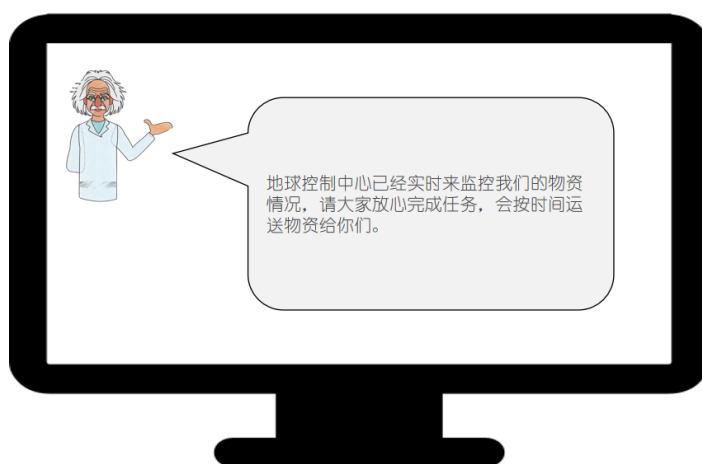 地球控制中心已经实时来监控我们的物资
情况，请大家放心完成任务，会按时间运
送物资给你们。